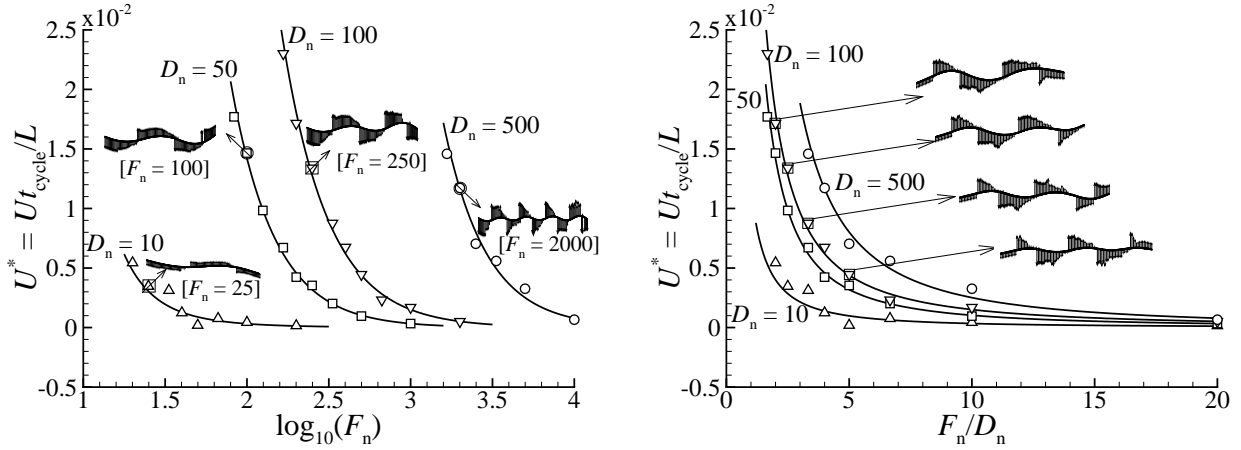 x10⁻²
2.5
2
1.5
1
0.5
0
-0.5
U* = Ut_cycle/L
D_n = 100
D_n = 50
D_n = 500
D_n = 10
[F_n = 100]
[F_n = 250]
[F_n = 2000]
[F_n = 25]
1 1.5 2 2.5 3 3.5 4
log₁₀(F_n)
x10⁻²
2.5
2
1.5
1
0.5
0
-0.5
U* = Ut_cycle/L
D_n = 100
50
D_n = 500
D_n = 10
0 5 10 15 20
F_n/D_n